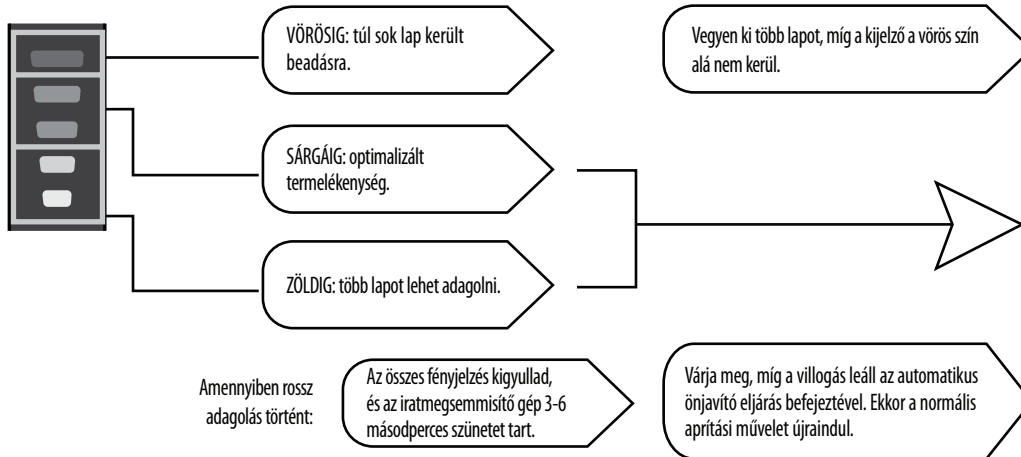 VÖRÖSIG: túl sok lap került
beadásra.
Vegyen ki több lapot, míg a kijelző a vörös szín
alá nem kerül.
SÁRGÁIG: optimalizált
termelékenység.
ZÖLDIG: több lapot lehet adagolni.
Amennyiben rossz
adagolás történt:
Az összes fényjelzés kigyullad,
és az iratmegsemmisítő gép 3-6
másodperces szünetet tart.
Várja meg, míg a villogás leáll az automatikus
önjavító eljárás befejeztével. Ekkor a normális
aprítási művelet újraindul.